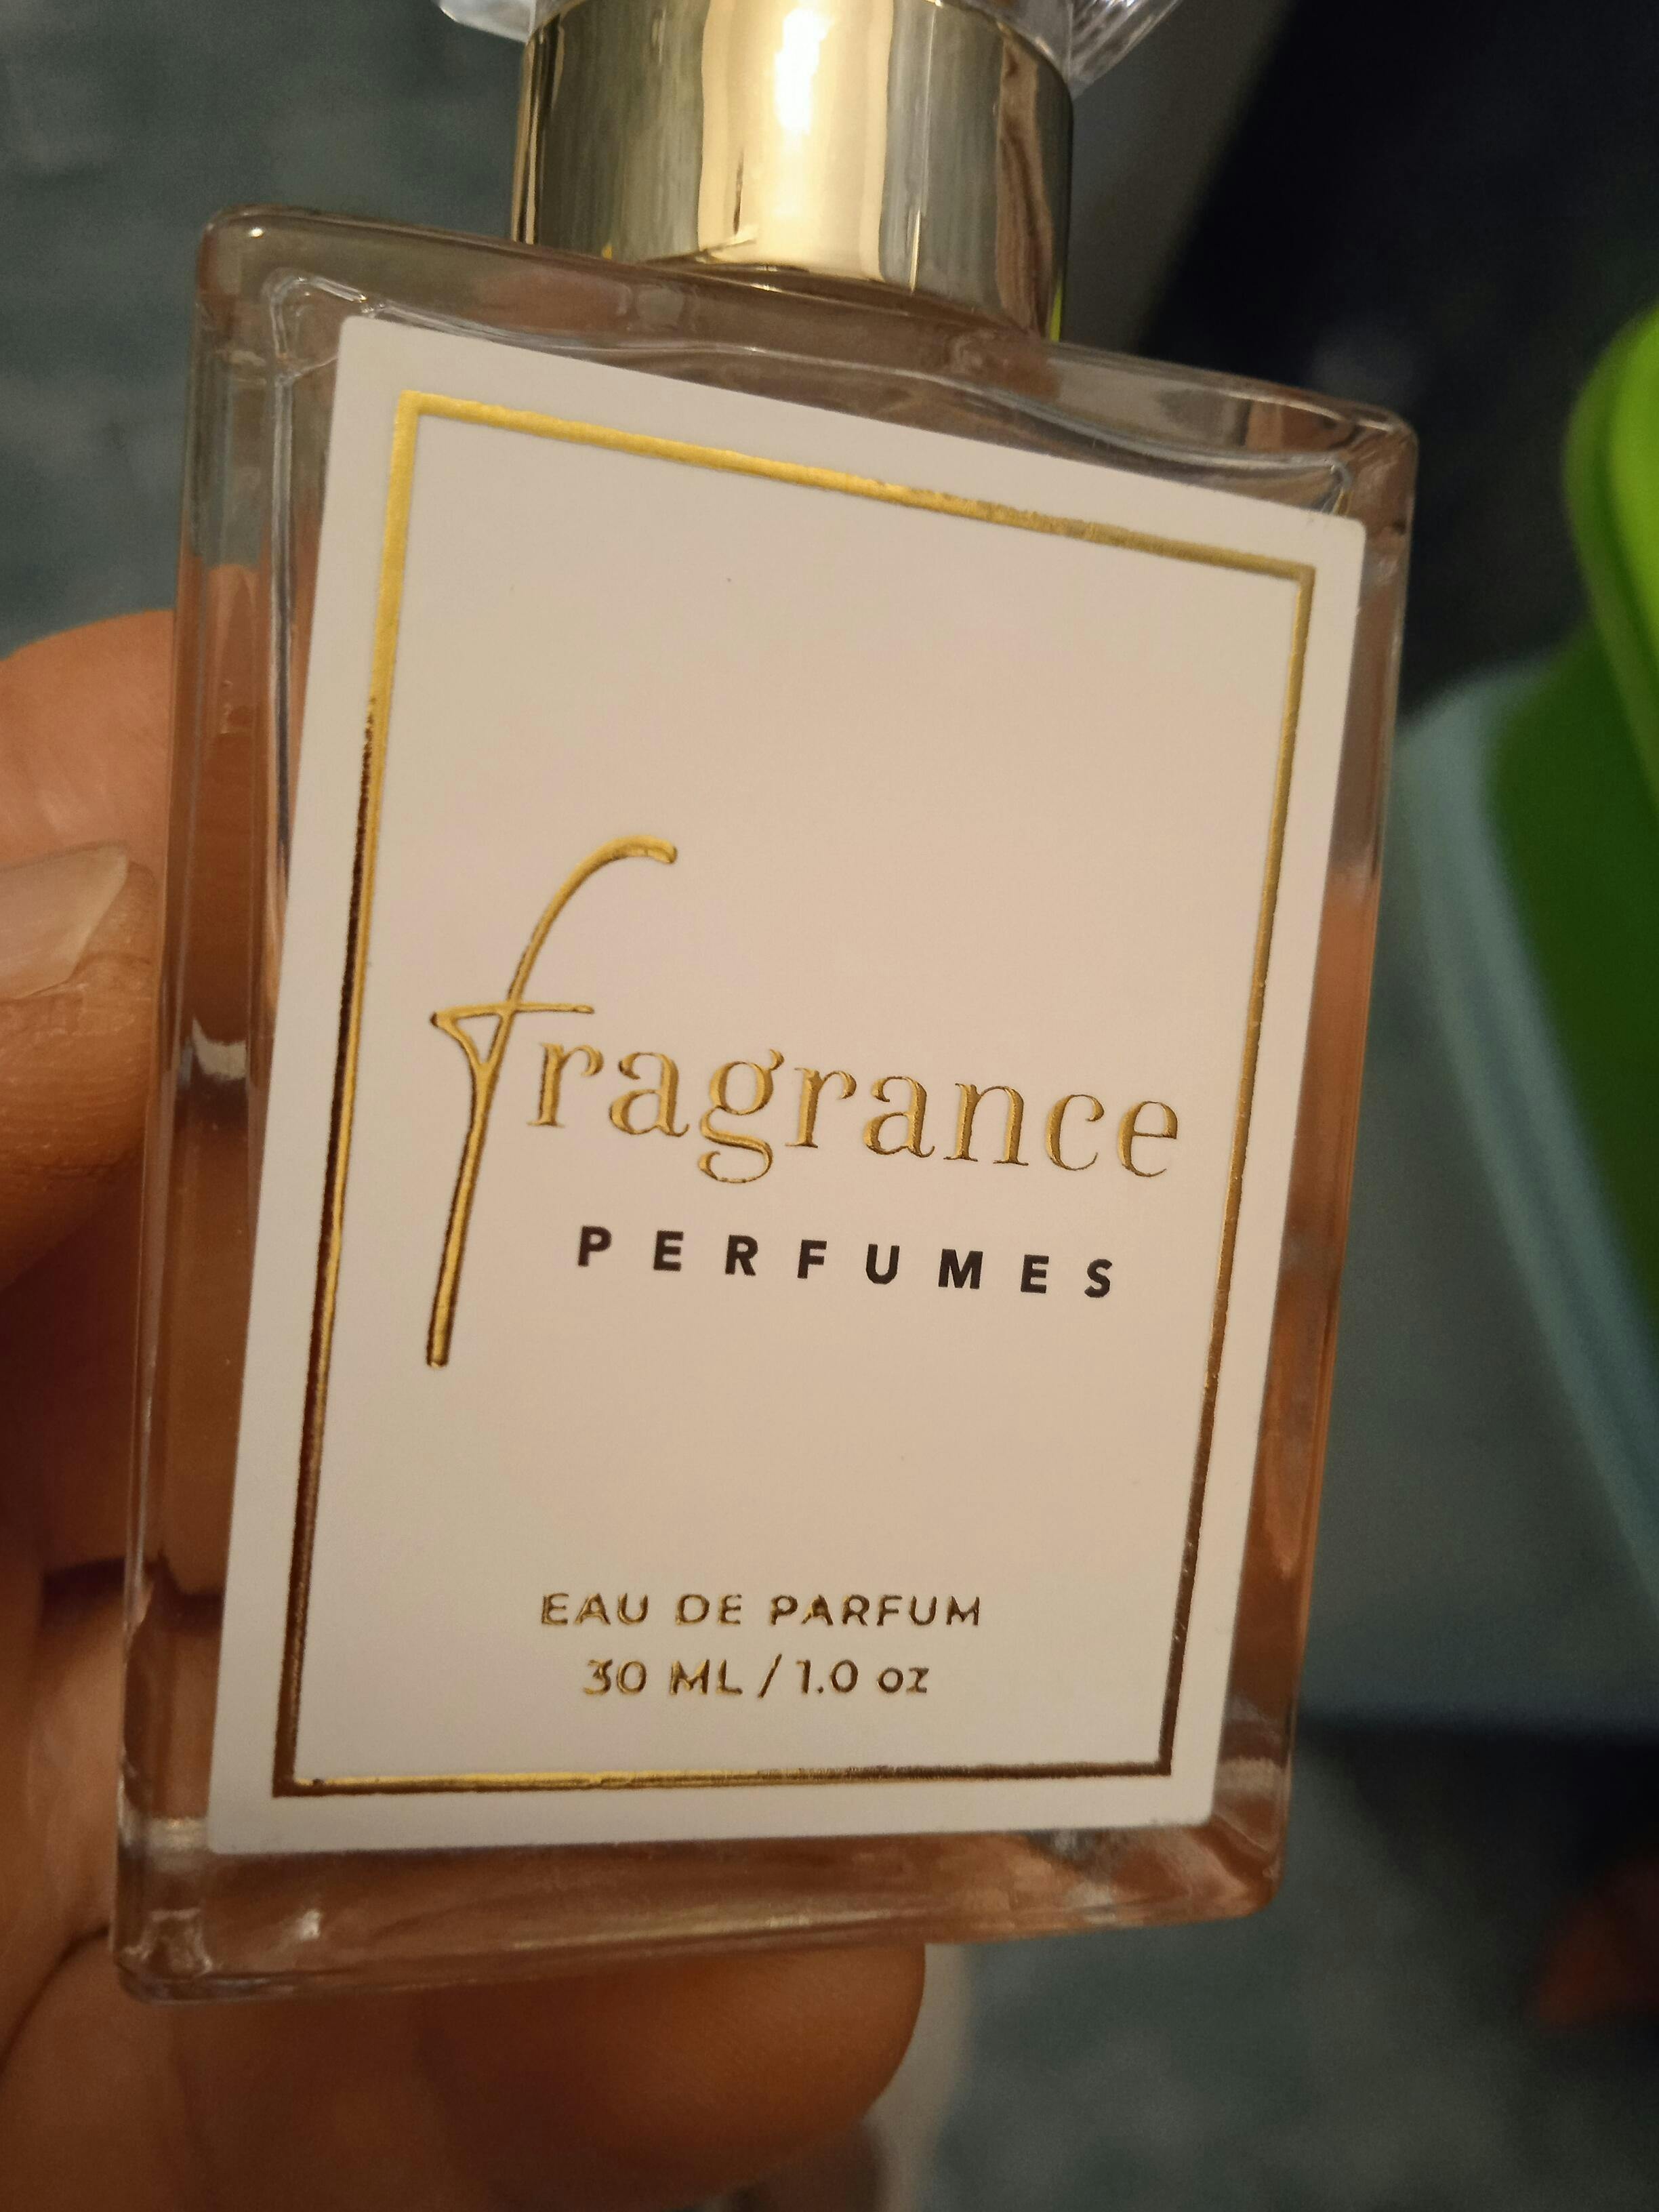 fragrance
PERFUMES
EAU DE PARFUM
30 ML / 1.0 oz